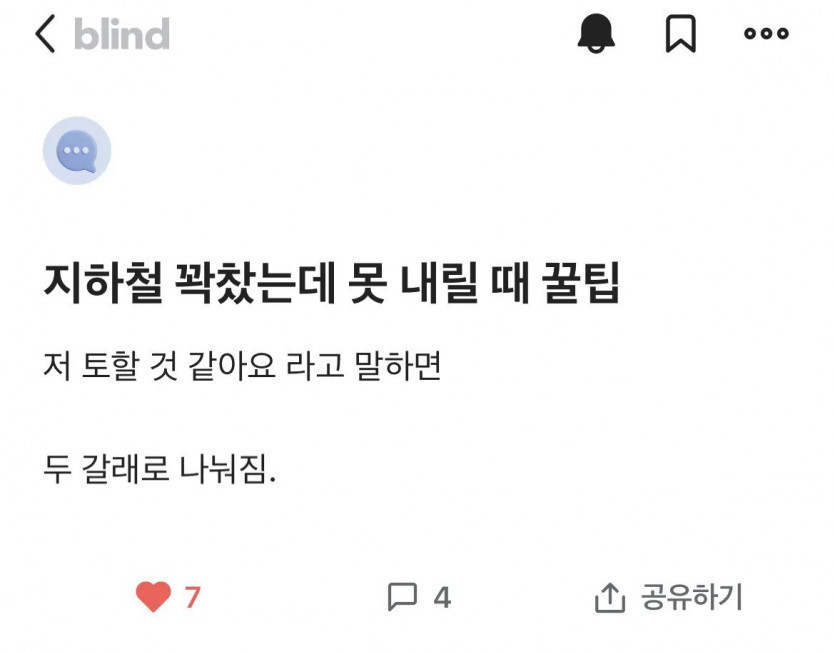 blind
지하철 꽉찼는데 못 내릴 때 꿀팁
저 토할 것 같아요 라고 말하면
두 갈래로 나눠짐.
7
4
공유하기